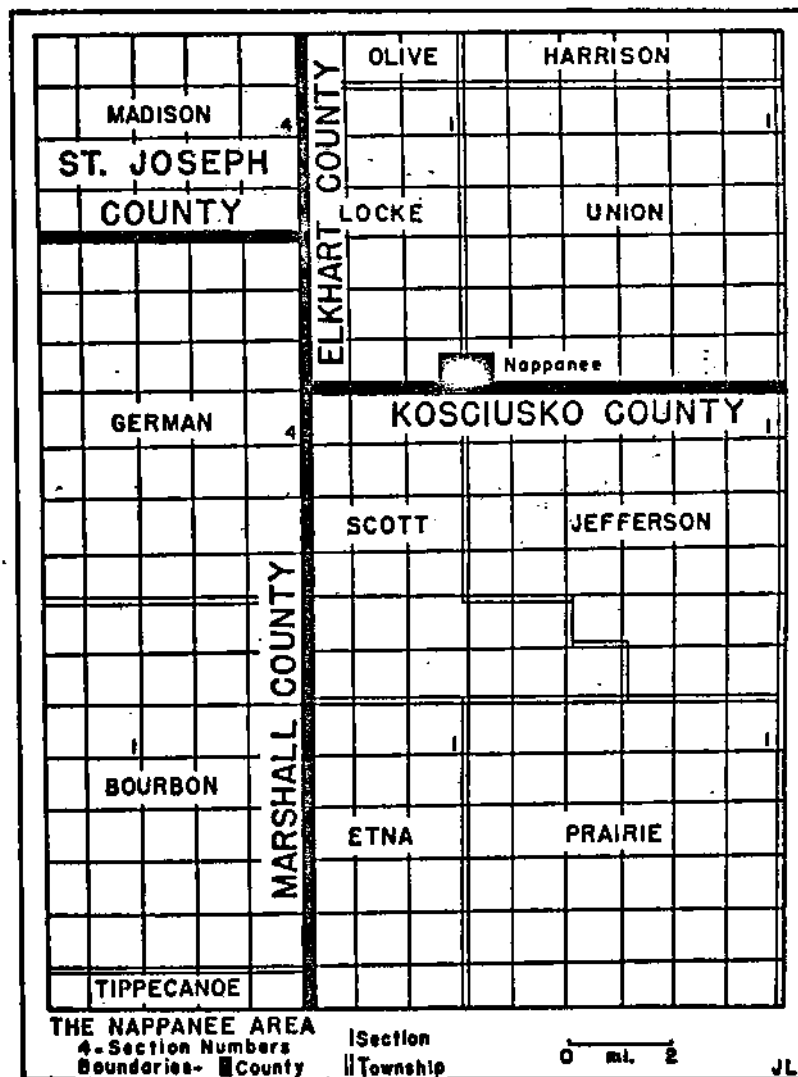 OLIVE HARRISON
MADISON 4 1 1
ST. JOSEPH
COUNTY
ELKHART COUNTY
LOCKE UNION
Nappanee
KOSCIUSKO COUNTY
GERMAN 4 1
SCOTT JEFFERSON
MARSHALL COUNTY
1 1 1
BOURBON
ETNA PRAIRIE
TIPPECANOE
THE NAPPANEE AREA
4-Section Numbers
Boundaries- County
Section
Township
0 mi. 2
JL